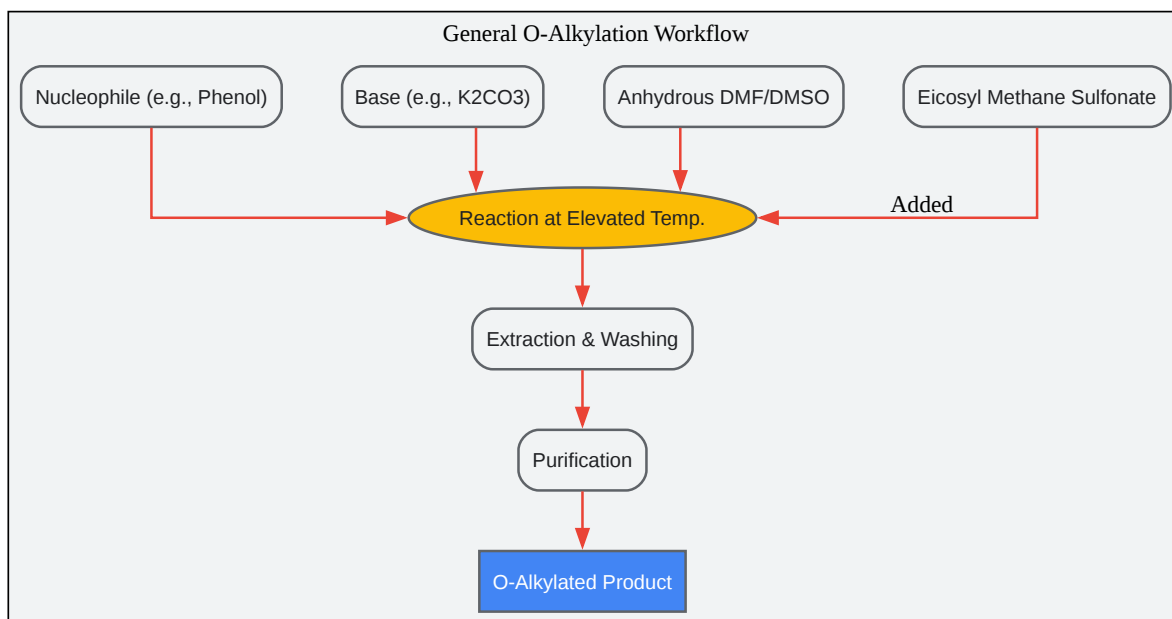 General O-Alkylation Workflow
Nucleophile (e.g., Phenol)
Base (e.g., K2CO3)
Anhydrous DMF/DMSO
Eicosyl Methane Sulfonate
Added
Reaction at Elevated Temp.
Extraction & Washing
Purification
O-Alkylated Product